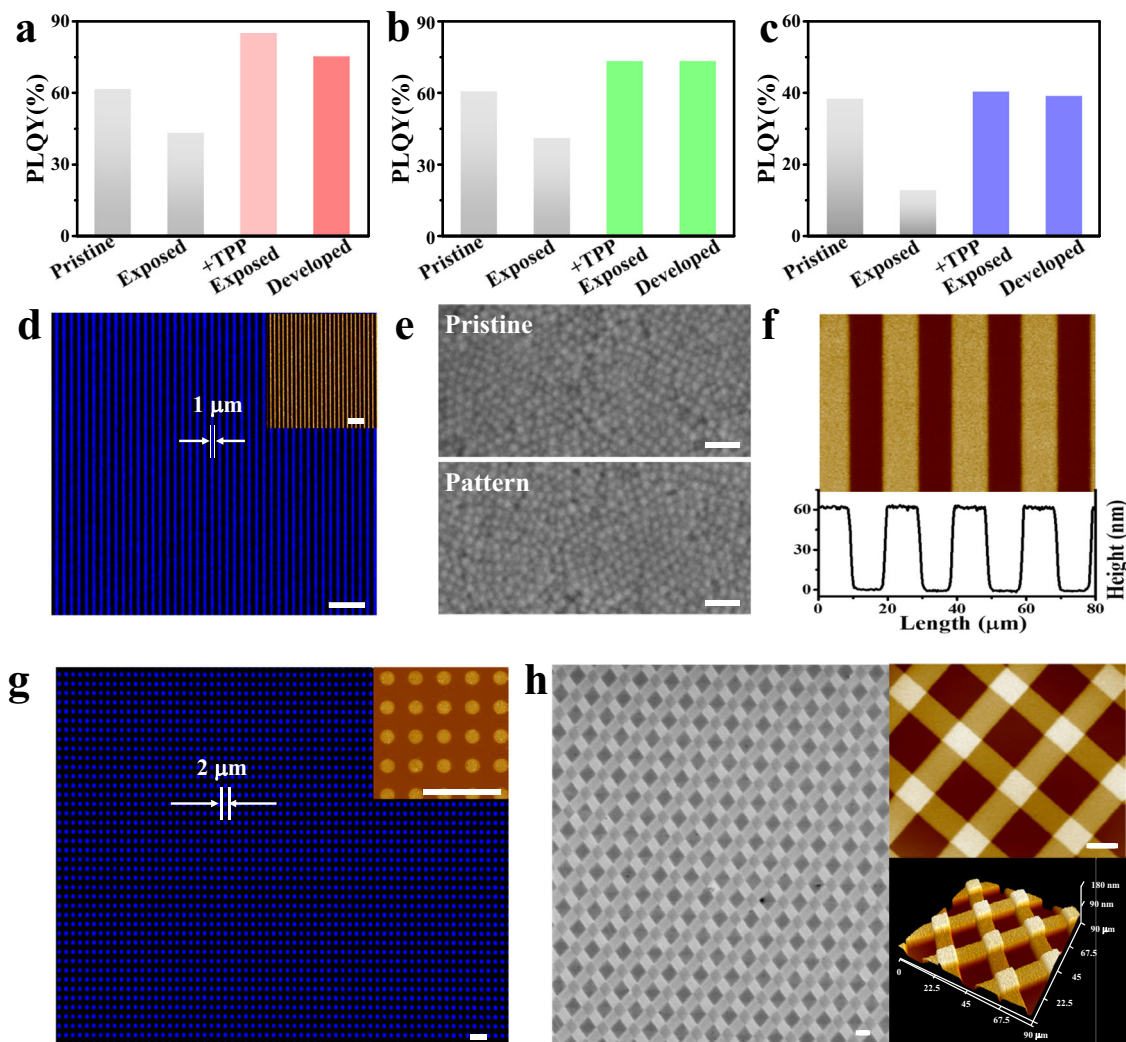 a
90
60
30
0
PLQY(%)
Pristine
Exposed
+TPP
Exposed
Developed
b
90
60
30
0
PLQY(%)
Pristine
Exposed
+TPP
Exposed
Developed
c
60
40
20
0
PLQY(%)
Pristine
Exposed
+TPP
Exposed
Developed
d
1 μm
e
Pristine
Pattern
f
60
30
0
Height (nm)
0 20 40 60 80
Length (μm)
g
2 μm
h
180 nm
90 nm
90 μm
67.5
45
22.5
0
22.5
45
67.5
90 μm